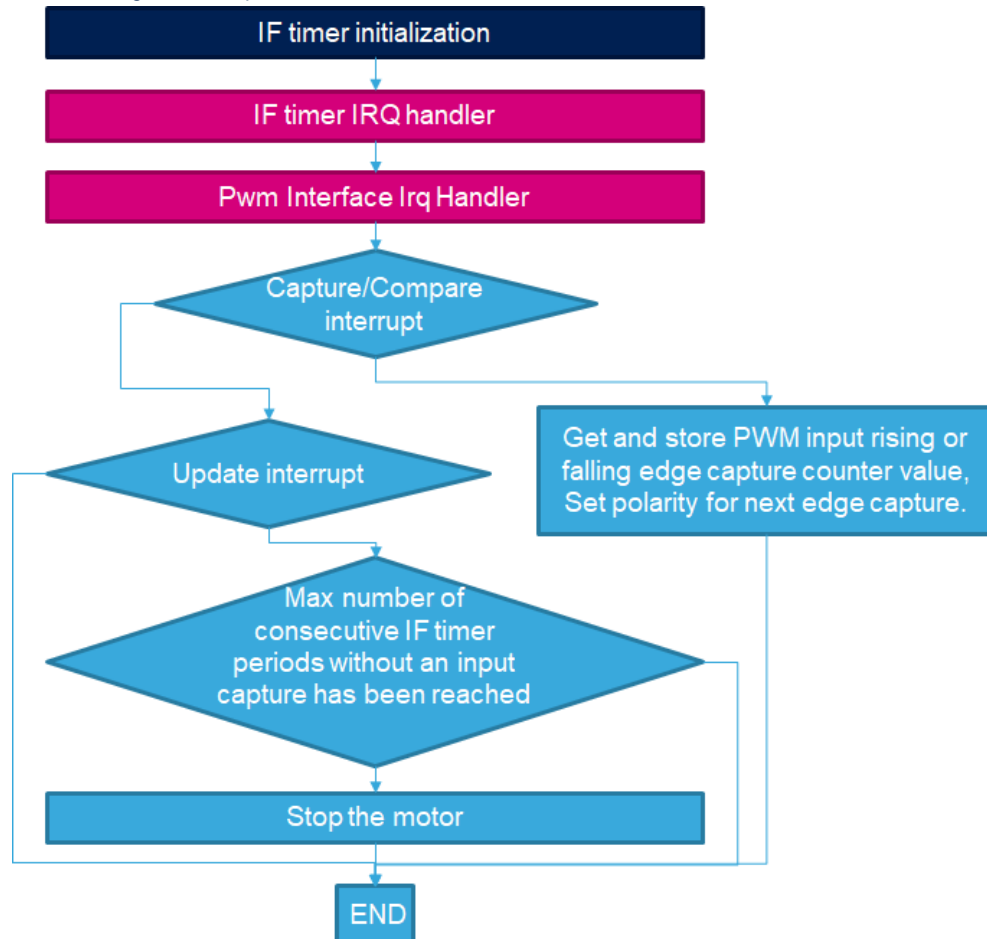 IF timer initialization
IF timer IRQ handler
Pwm Interface Irq Handler
Capture/Compare
interrupt
Get and store PWM input rising or
falling edge capture counter value,
Set polarity for next edge capture.
Update interrupt
Max number of
consecutive IF timer
periods without an input
capture has been reached
Stop the motor
END